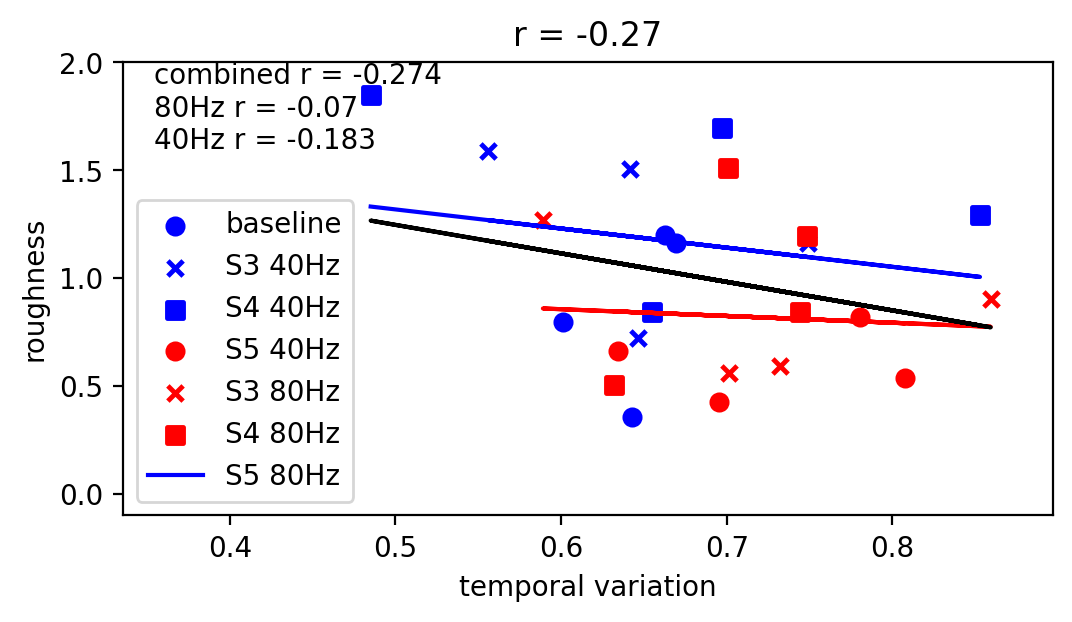 r = -0.27
combined r = -0.274
80Hz r = -0.07
40Hz r = -0.183
baseline
S3 40Hz
S4 40Hz
S5 40Hz
S3 80Hz
S4 80Hz
S5 80Hz
roughness
2.0
1.5
1.0
0.5
0.0
0.4 0.5 0.6 0.7 0.8
temporal variation